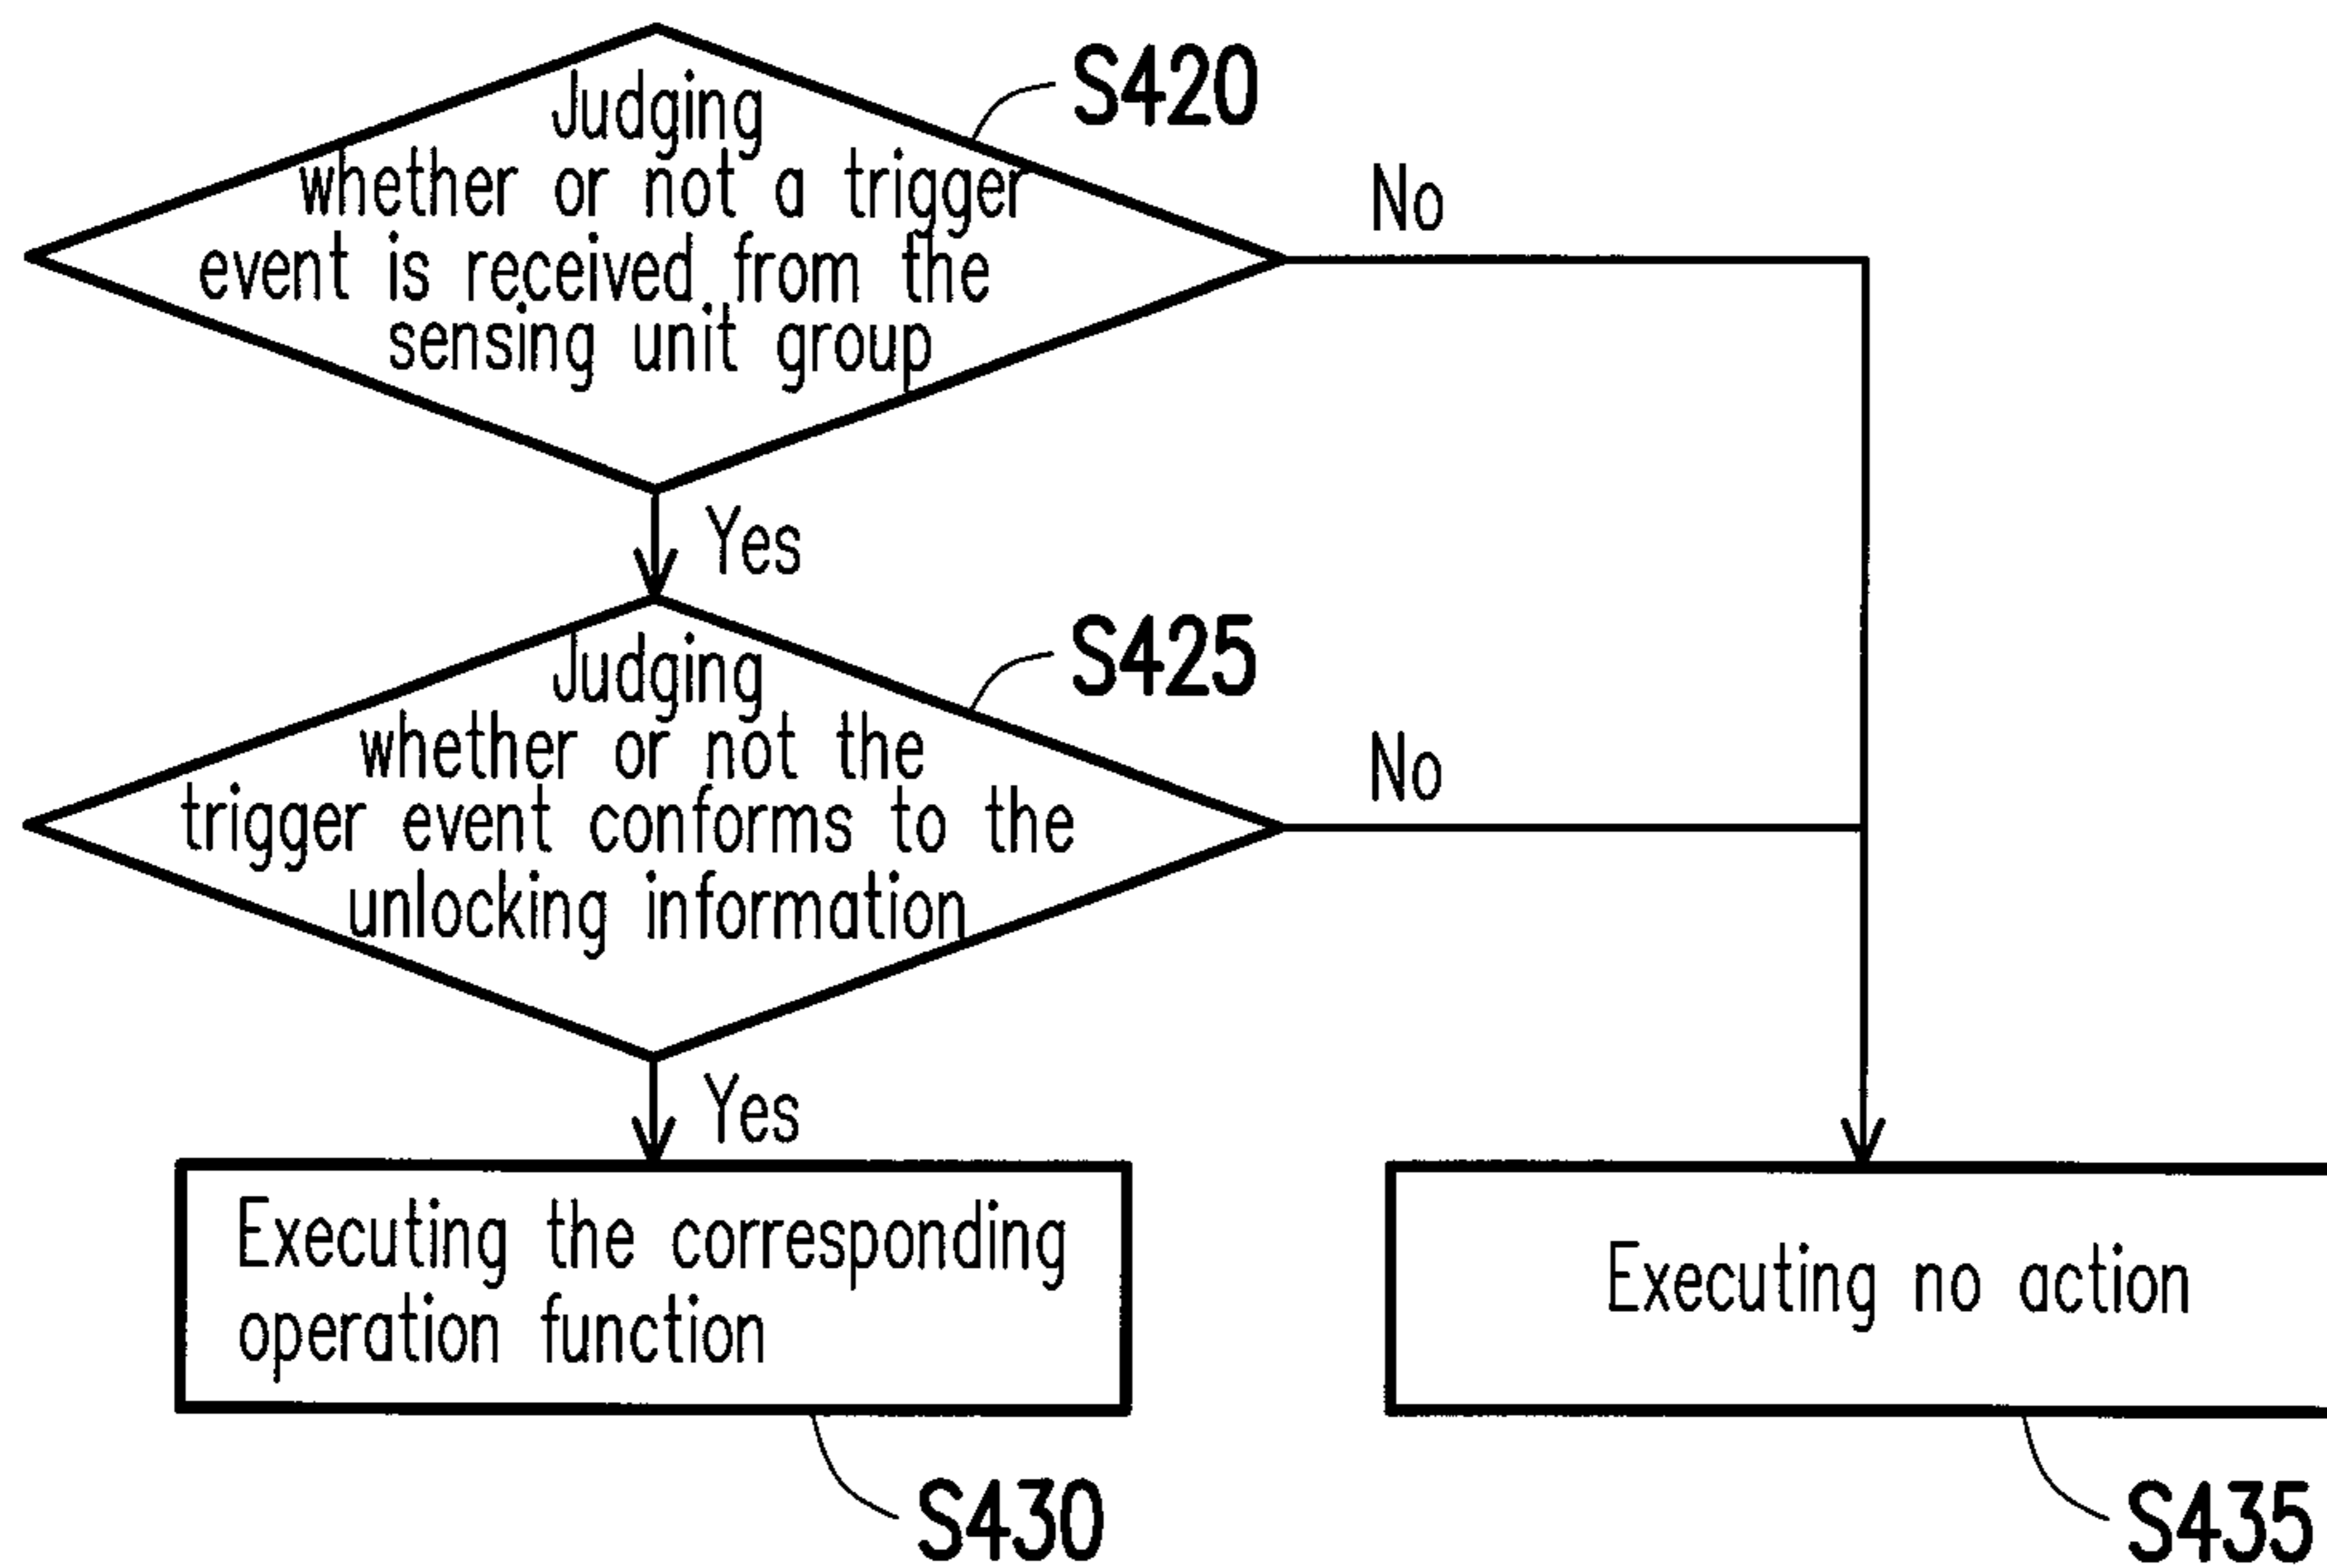 Judging
whether or not a trigger
event is received from the
sensing unit group
S420
No
Yes
Judging
whether or not the
trigger event conforms to the
unlocking information
S425
No
Yes
Executing the corresponding
operation function
S430
Executing no action
S435